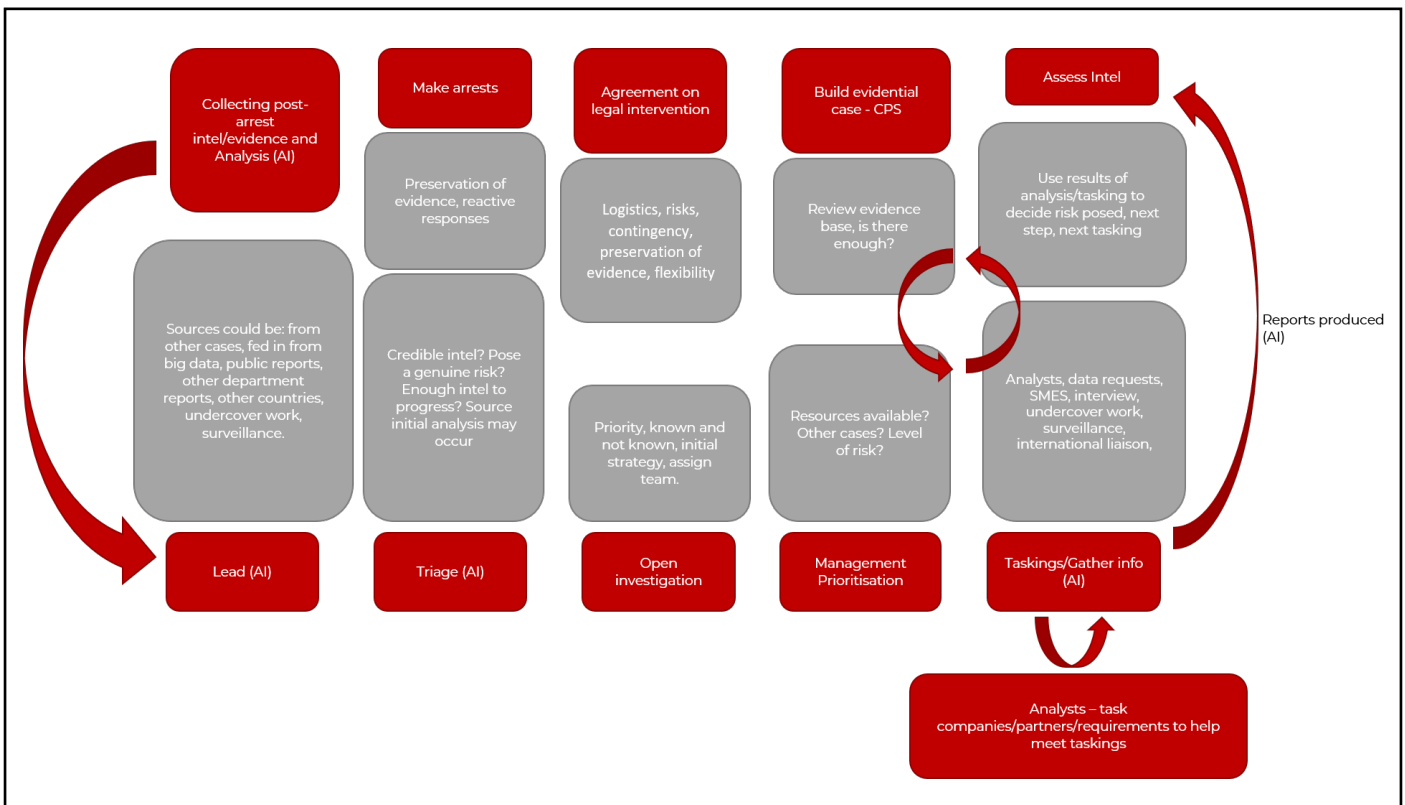 Collecting post-
arrest
intel/evidence and
Analysis (AI)
Make arrests
Agreement on
legal intervention
Build evidential
case - CPS
Assess Intel
Preservation of
evidence, reactive
responses
Logistics, risks,
contingency,
preservation of
evidence, flexibility
Review evidence
base, is there
enough?
Use results of
analysis/tasking to
decide risk posed, next
step, next tasking
Reports produced
(AI)
Sources could be: from
other cases, fed in from
big data, public reports,
other department
reports, other countries,
undercover work,
surveillance.
Credible intel? Pose
a genuine risk?
Enough intel to
progress? Source
initial analysis may
occur
Priority, known and
not known, initial
strategy, assign
team.
Resources available?
Other cases? Level
of risk?
Analysts, data requests,
SMES, interview,
undercover work,
surveillance,
international liaison,
Lead (AI)
Triage (AI)
Open
investigation
Management
Prioritisation
Taskings/Gather info
(AI)
Analysts – task
companies/partners/requirements to help
meet taskings